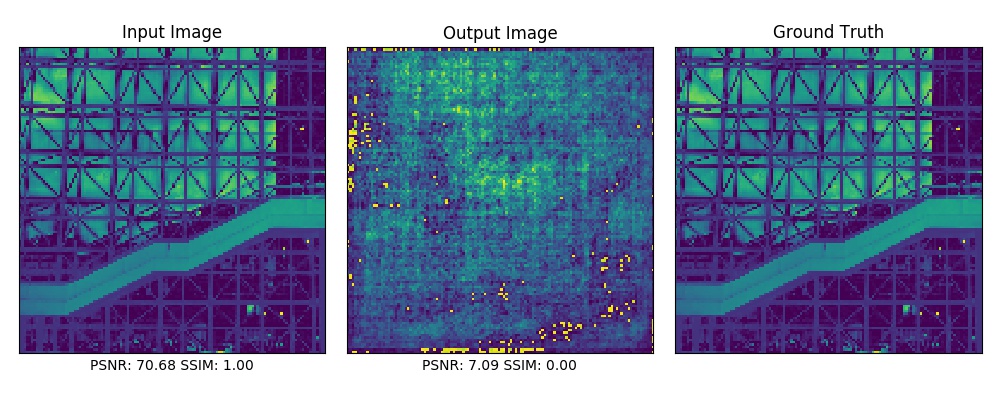 Input Image
Output Image
Ground Truth
PSNR: 70.68 SSIM: 1.00
PSNR: 7.09 SSIM: 0.00